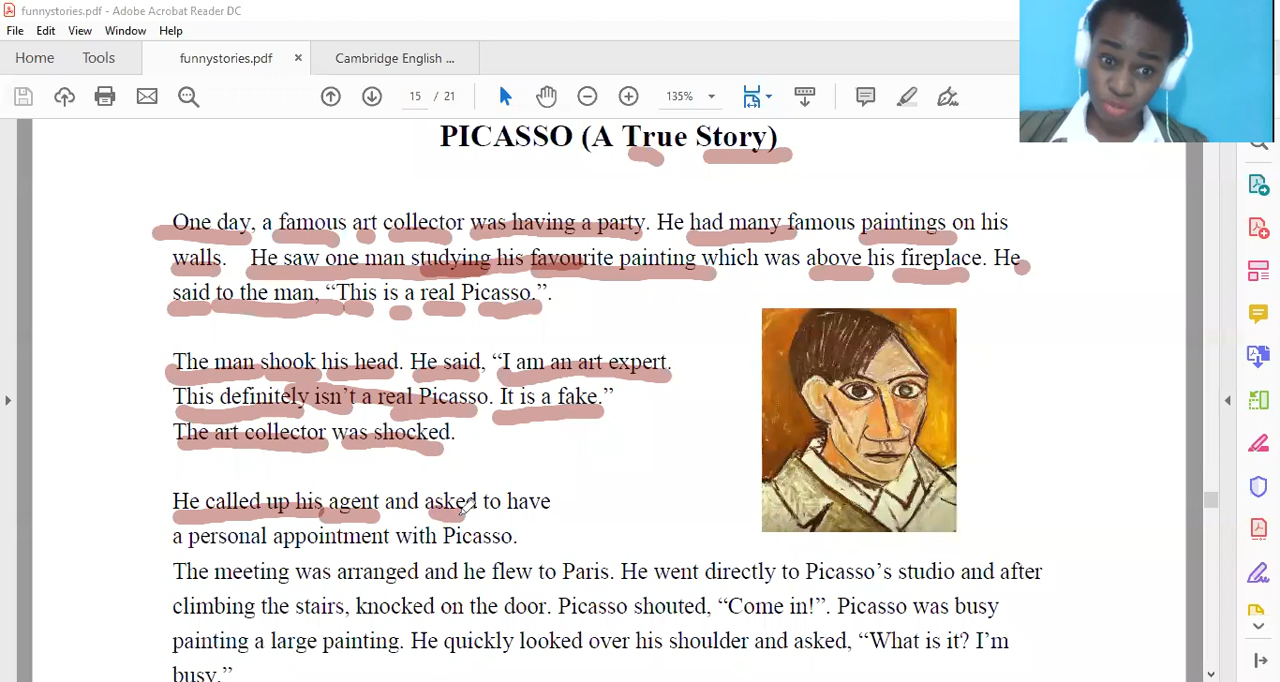 funnystories.pdf - Adobe Acrobat Reader DC
File Edit View Window Help
Home Tools funnystories.pdf × Cambridge English ...
15 / 21 135%
PICASSO (A True Story)
One day, a famous art collector was having a party. He had many famous paintings on his
walls. He saw one man studying his favourite painting which was above his fireplace. He
said to the man, “This is a real Picasso.”.
The man shook his head. He said, “I am an art expert.
This definitely isn’t a real Picasso. It is a fake.”
The art collector was shocked.
He called up his agent and asked to have
a personal appointment with Picasso.
The meeting was arranged and he flew to Paris. He went directly to Picasso’s studio and after
climbing the stairs, knocked on the door. Picasso shouted, “Come in!”. Picasso was busy
painting a large painting. He quickly looked over his shoulder and asked, “What is it? I’m
busy.”